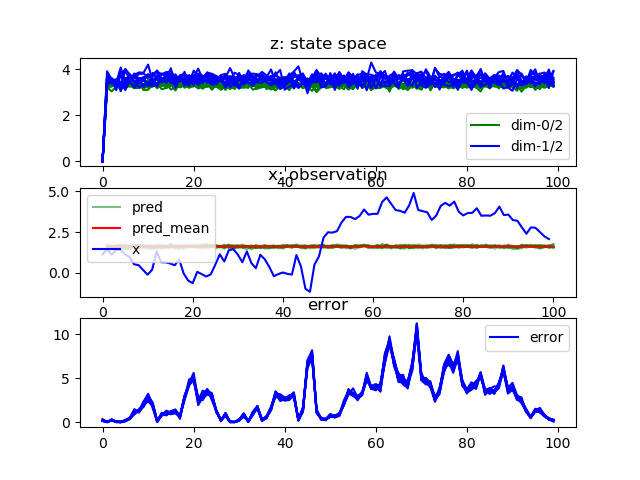 z: state space
4
2
0
dim-0/2
dim-1/2
0 20 40 60 80 100
x: observation
5.0
2.5
0.0
pred
pred_mean
x
0 20 40 60 80 100
error
10
5
0
error
0 20 40 60 80 100